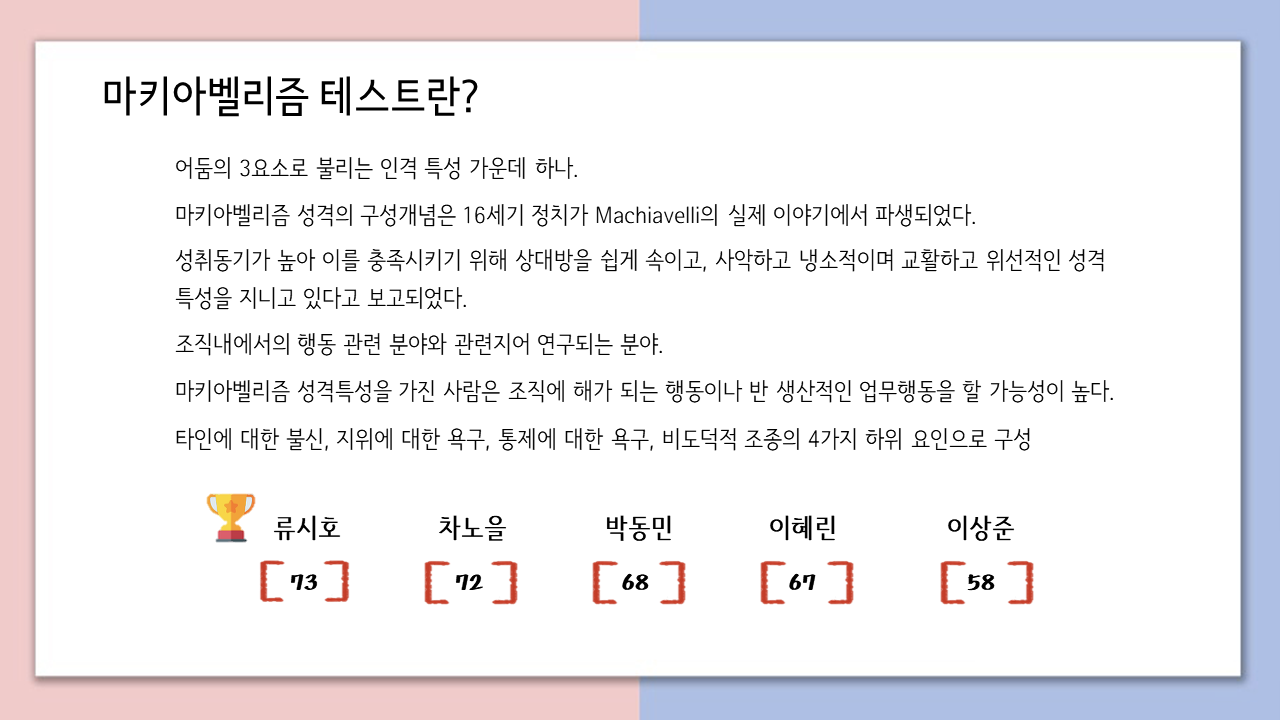 마키아벨리즘 테스트란?
어둠의 3요소로 불리는 인격 특성 가운데 하나.
마키아벨리즘 성격의 구성개념은 16세기 정치가 Machiavelli의 실제 이야기에서 파생되었다.
성취동기가 높아 이를 충족시키기 위해 상대방을 쉽게 속이고, 사악하고 냉소적이며 교활하고 위선적인 성격
특성을 지니고 있다고 보고되었다.
조직내에서의 행동 관련 분야와 관련지어 연구되는 분야.
마키아벨리즘 성격특성을 가진 사람은 조직에 해가 되는 행동이나 반 생산적인 업무행동을 할 가능성이 높다.
타인에 대한 불신, 지위에 대한 욕구, 통제에 대한 욕구, 비도덕적 조종의 4가지 하위 요인으로 구성
류시호 차노을 박동민 이혜린 이상준
73 72 68 67 58